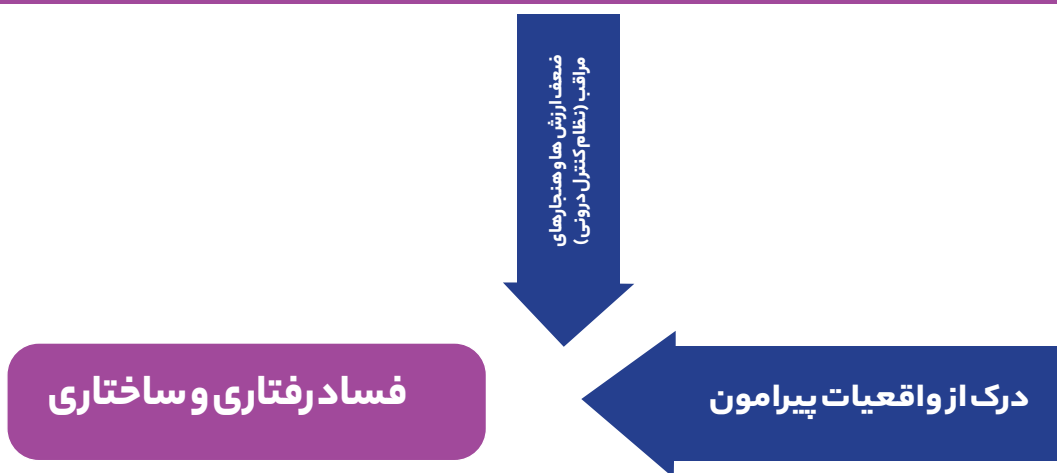 ضعف ارزش ها و هنجارهای
مراقب (نظام کنترل درونی)
درک از واقعیات پیرامون
فساد رفتاری و ساختاری